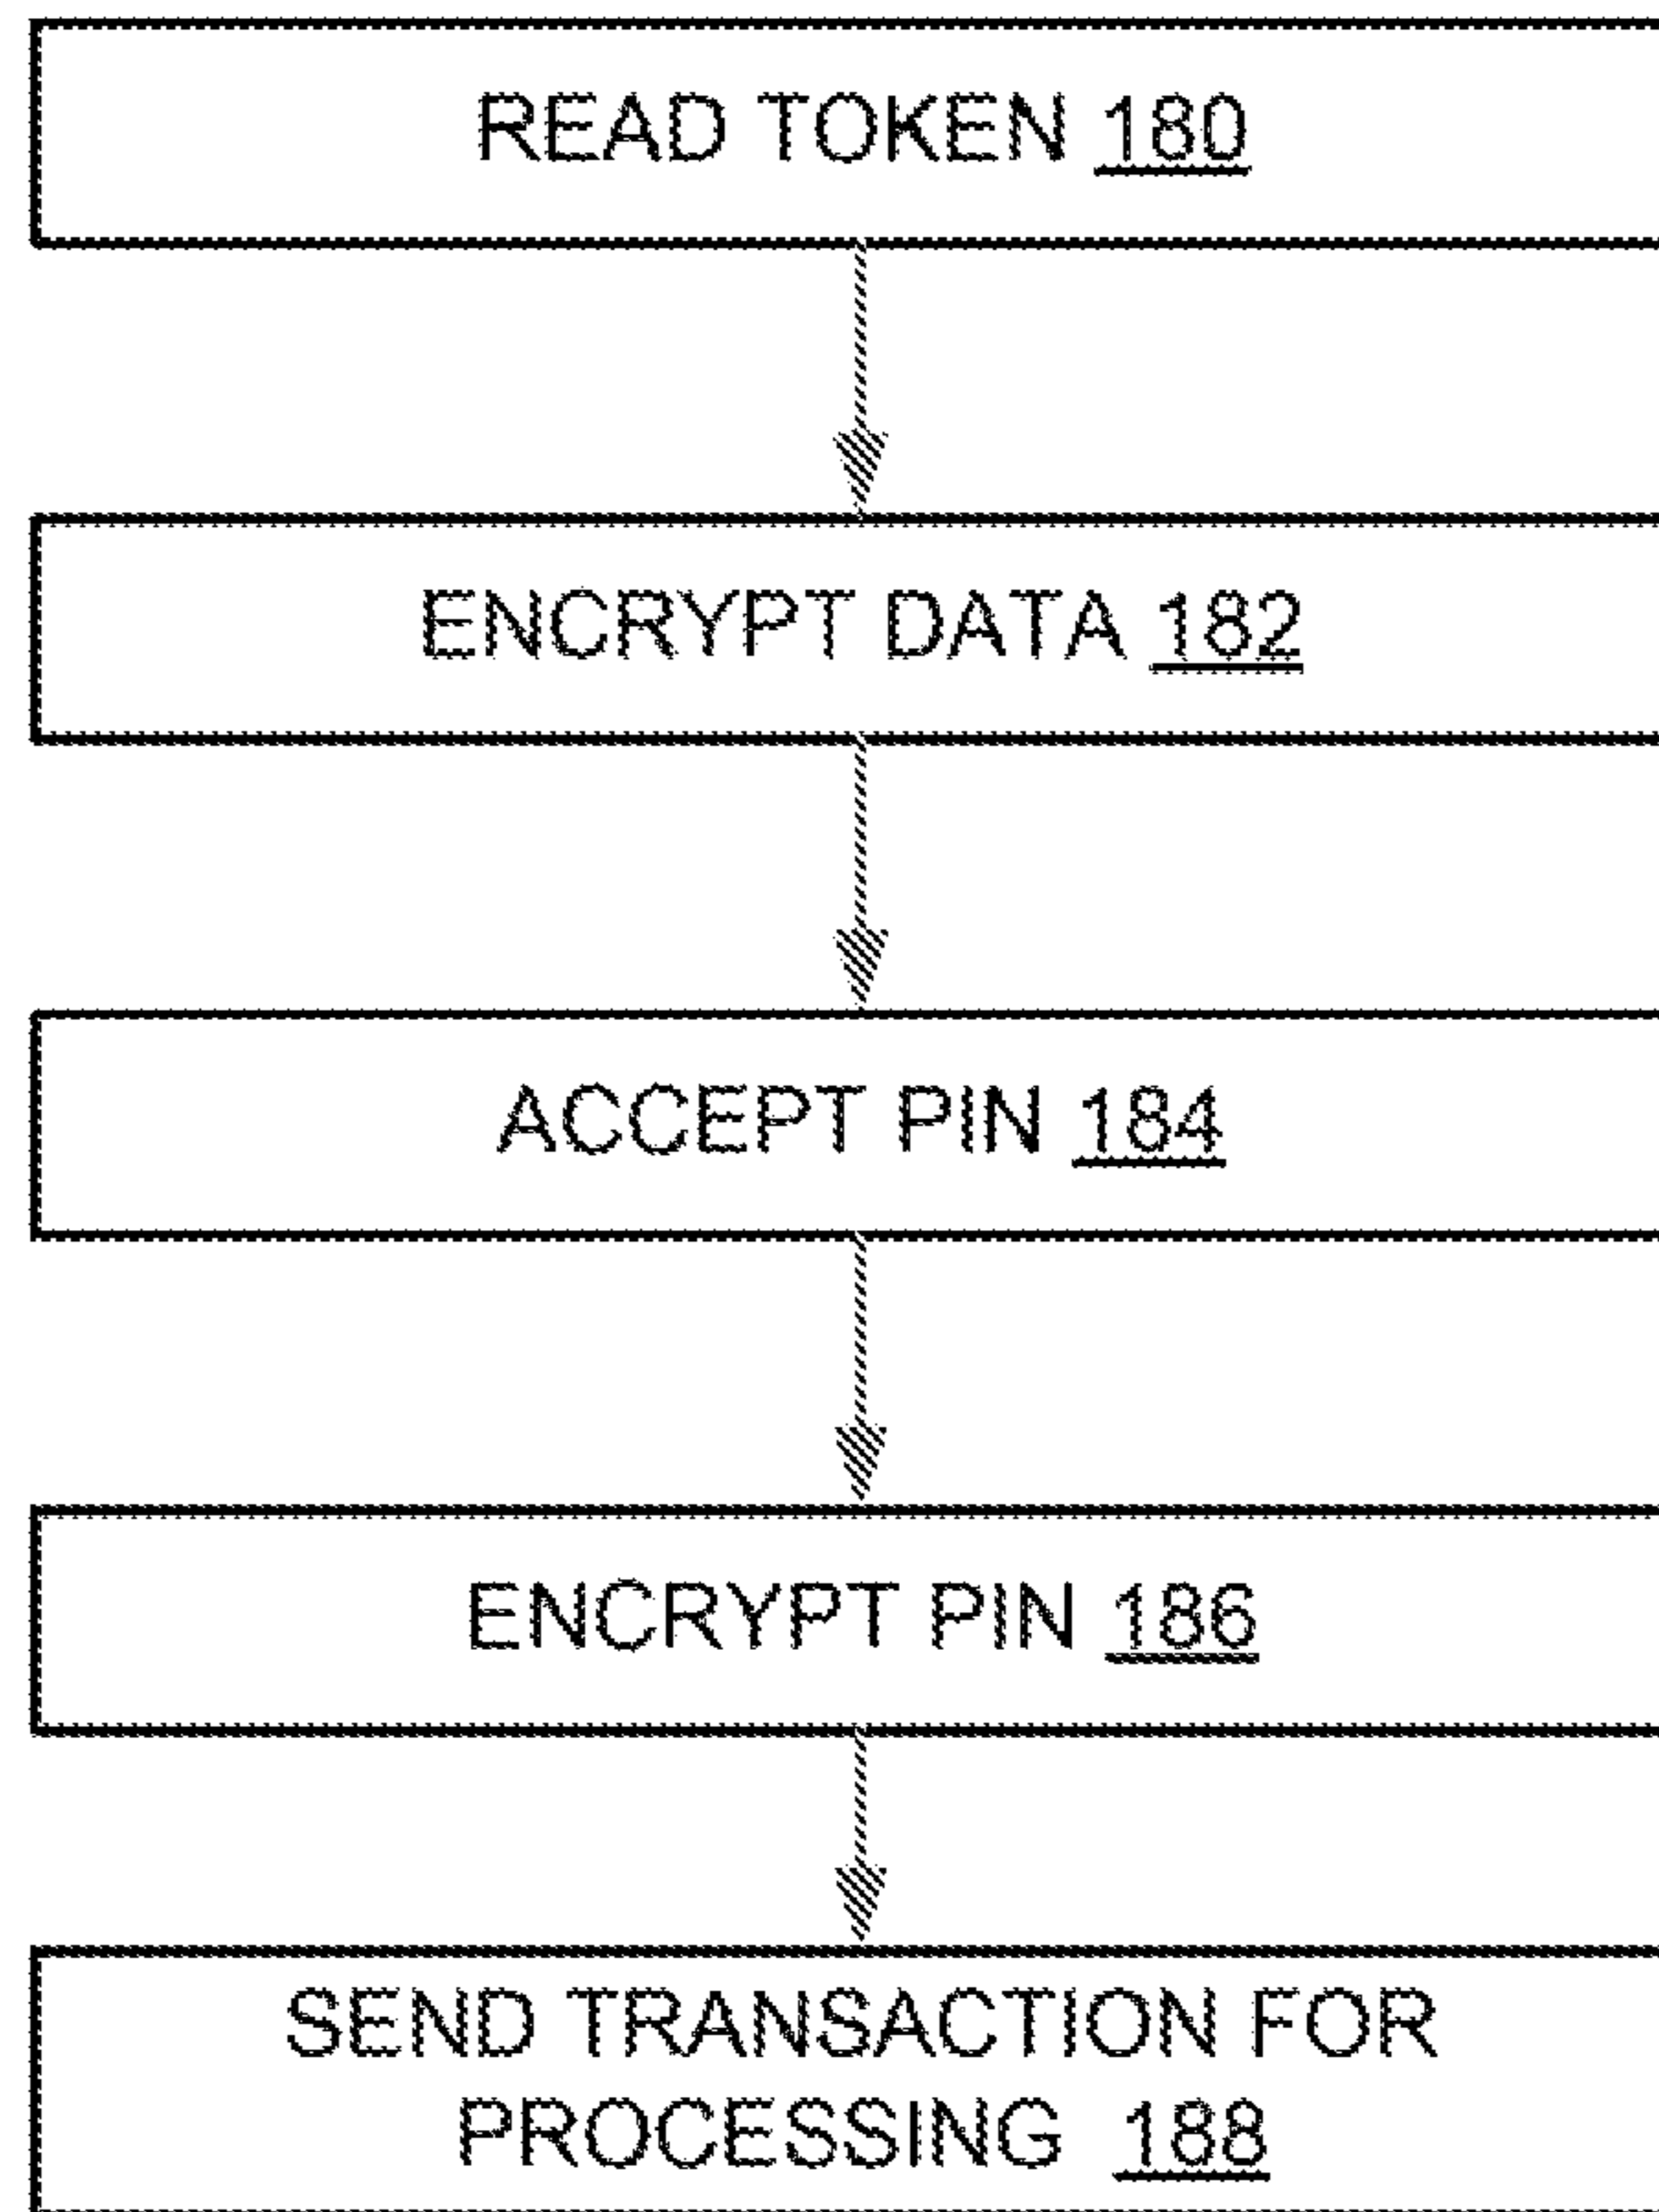 READ TOKEN 180
ENCRYPT DATA 182
ACCEPT PIN 184
ENCRYPT PIN 186
SEND TRANSACTION FOR
PROCESSING 188